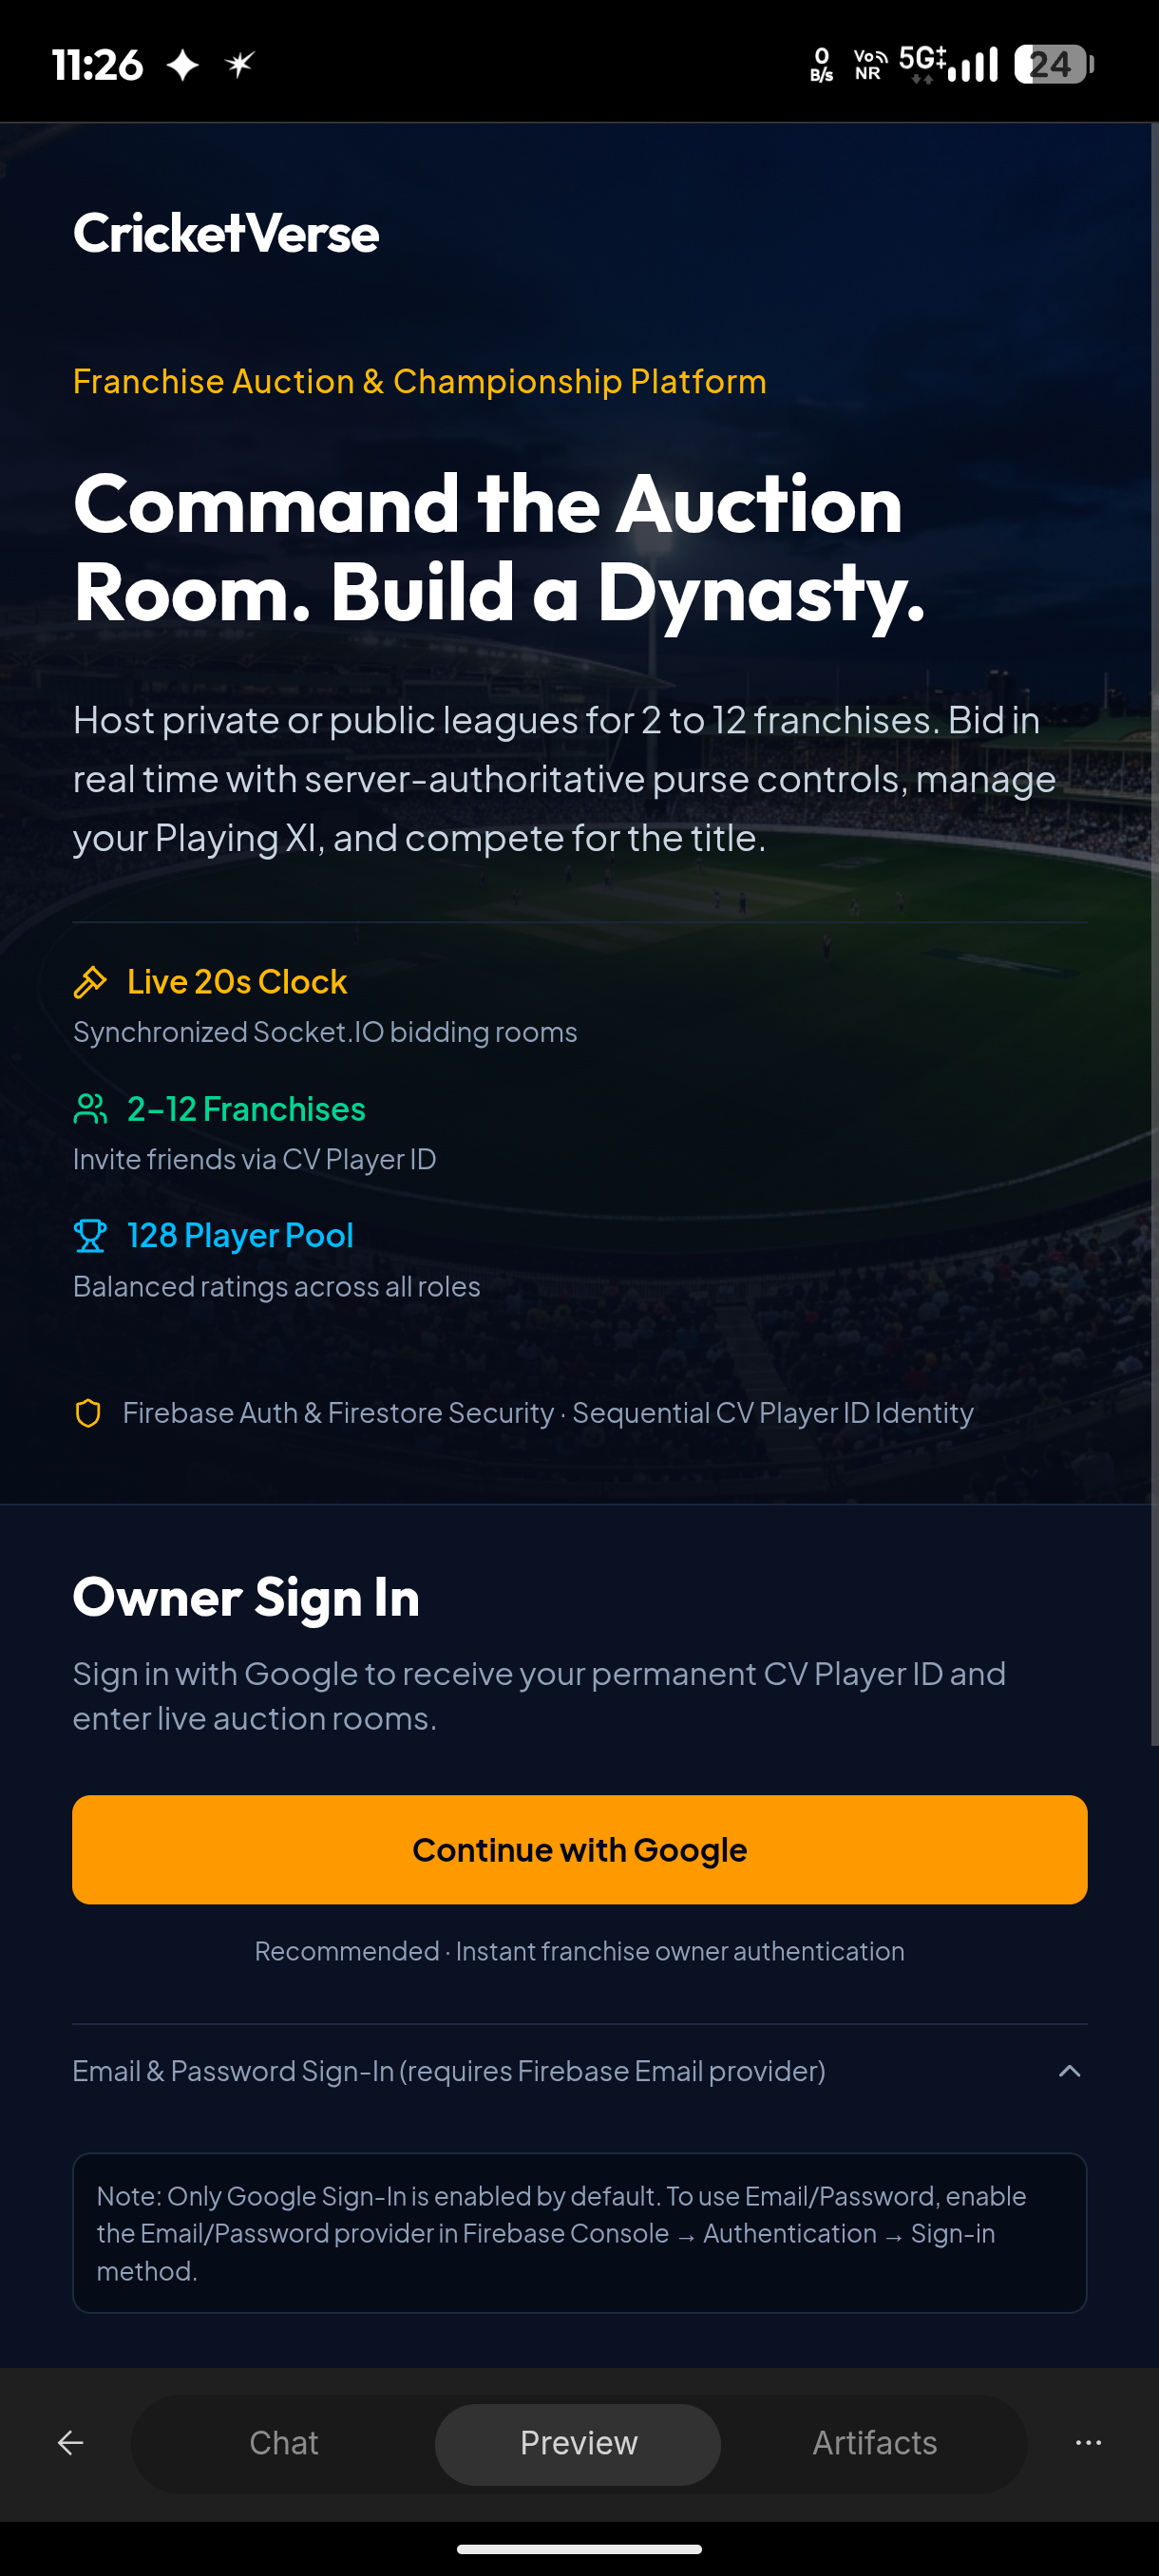 11:26
0 B/s
Vo NR
5G
24
CricketVerse
Franchise Auction & Championship Platform
Command the Auction
Room. Build a Dynasty.
Host private or public leagues for 2 to 12 franchises. Bid in
real time with server-authoritative purse controls, manage
your Playing XI, and compete for the title.
Live 20s Clock
Synchronized Socket.IO bidding rooms
2–12 Franchises
Invite friends via CV Player ID
128 Player Pool
Balanced ratings across all roles
Firebase Auth & Firestore Security · Sequential CV Player ID Identity
Owner Sign In
Sign in with Google to receive your permanent CV Player ID and
enter live auction rooms.
Continue with Google
Recommended · Instant franchise owner authentication
Email & Password Sign-In (requires Firebase Email provider)
Note: Only Google Sign-In is enabled by default. To use Email/Password, enable
the Email/Password provider in Firebase Console → Authentication → Sign-in
method.
Chat
Preview
Artifacts